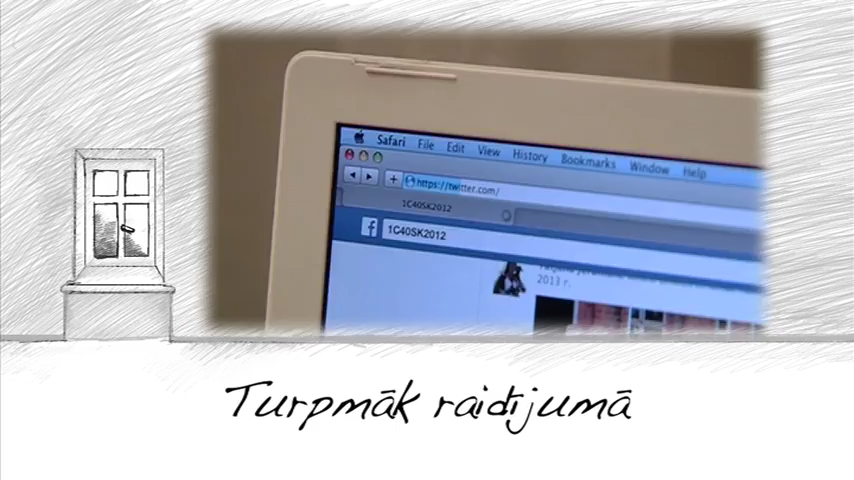 Safari File Edit View History Bookmarks Window Help
https://twitter.com/
1C40SK2012
f 1C40SK2012
2013 г.
Turpmāk raidījumā